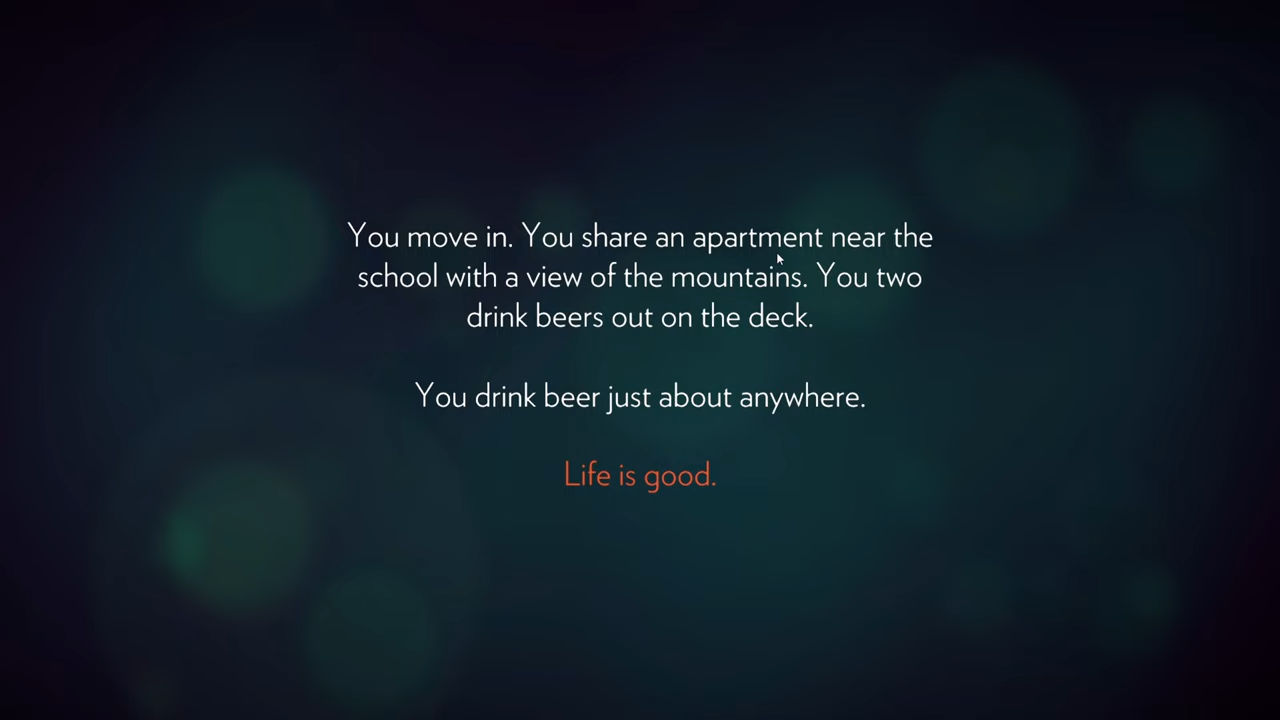 You move in. You share an apartment near the
school with a view of the mountains. You two
drink beers out on the deck.
You drink beer just about anywhere.
Life is good.